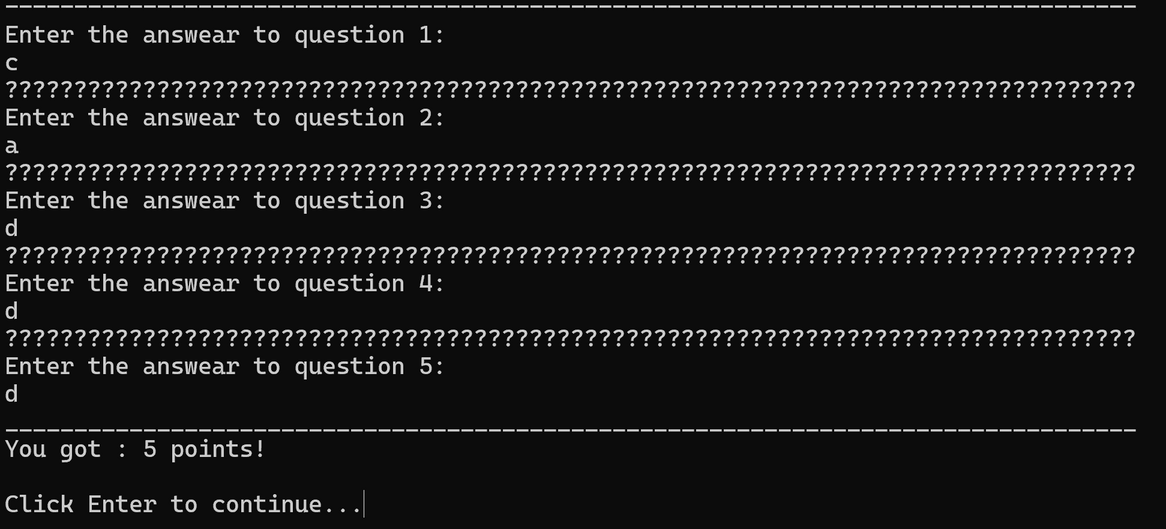 ----------------------------------------------------------------------------------
Enter the answear to question 1:
c
??????????????????????????????????????????????????????????????????????????????????
Enter the answear to question 2:
a
??????????????????????????????????????????????????????????????????????????????????
Enter the answear to question 3:
d
??????????????????????????????????????????????????????????????????????????????????
Enter the answear to question 4:
d
??????????????????????????????????????????????????????????????????????????????????
Enter the answear to question 5:
d
__________________________________________________________________________________
You got : 5 points!
Click Enter to continue...